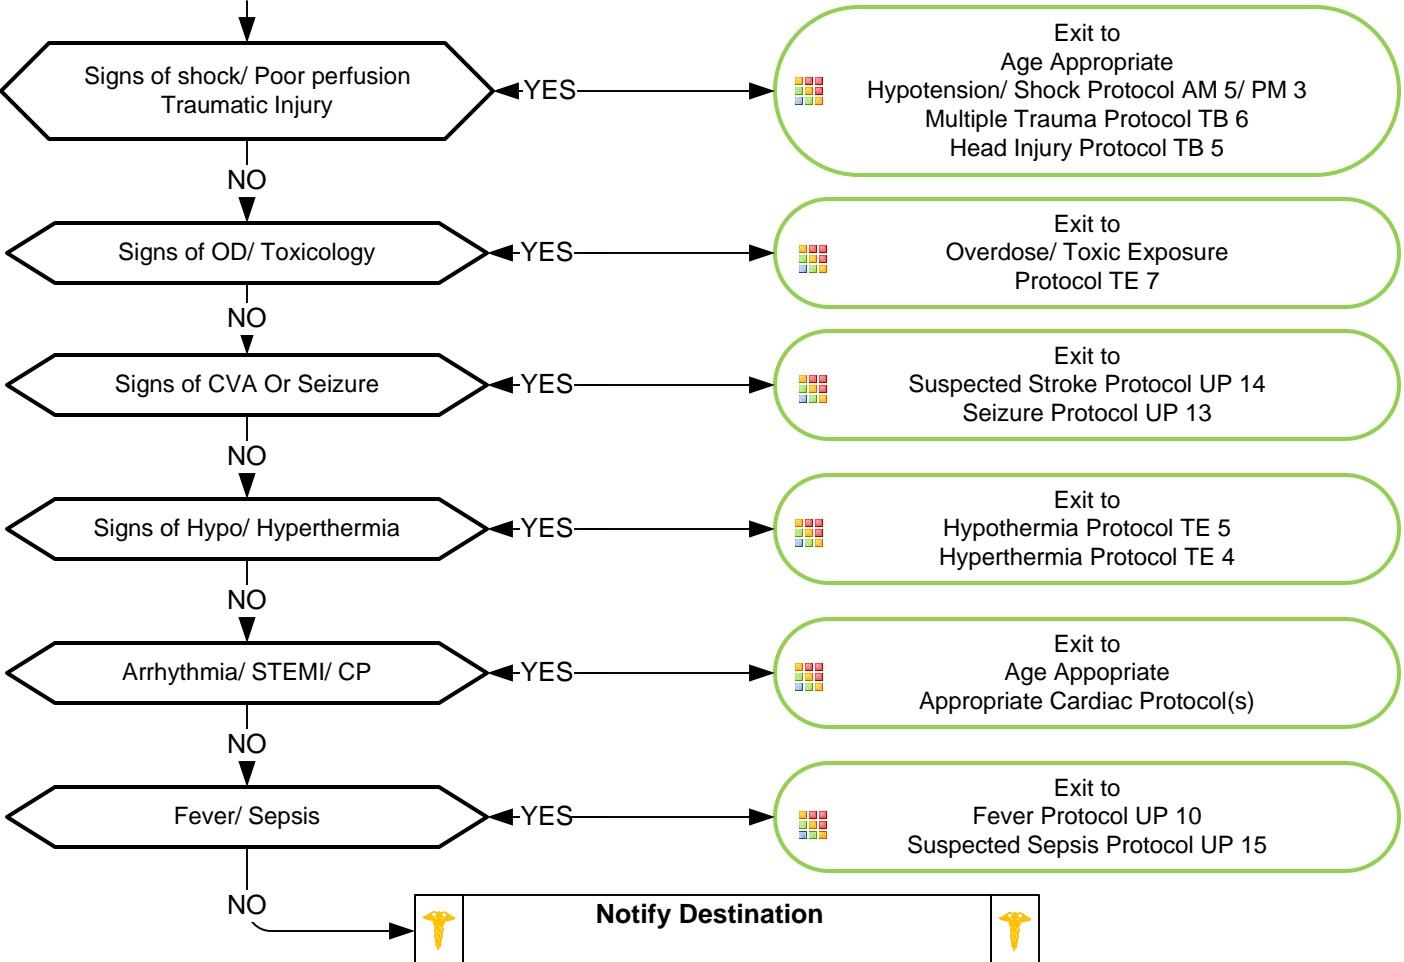 Signs of shock/ Poor perfusion
Traumatic Injury
YES
Exit to
Age Appropriate
Hypotension/ Shock Protocol AM 5/ PM 3
Multiple Trauma Protocol TB 6
Head Injury Protocol TB 5
NO
Signs of OD/ Toxicology
YES
Exit to
Overdose/ Toxic Exposure
Protocol TE 7
NO
Signs of CVA Or Seizure
YES
Exit to
Suspected Stroke Protocol UP 14
Seizure Protocol UP 13
NO
Signs of Hypo/ Hyperthermia
YES
Exit to
Hypothermia Protocol TE 5
Hyperthermia Protocol TE 4
NO
Arrhythmia/ STEMI/ CP
YES
Exit to
Age Appopriate
Appropriate Cardiac Protocol(s)
NO
Fever/ Sepsis
YES
Exit to
Fever Protocol UP 10
Suspected Sepsis Protocol UP 15
NO
Notify Destination